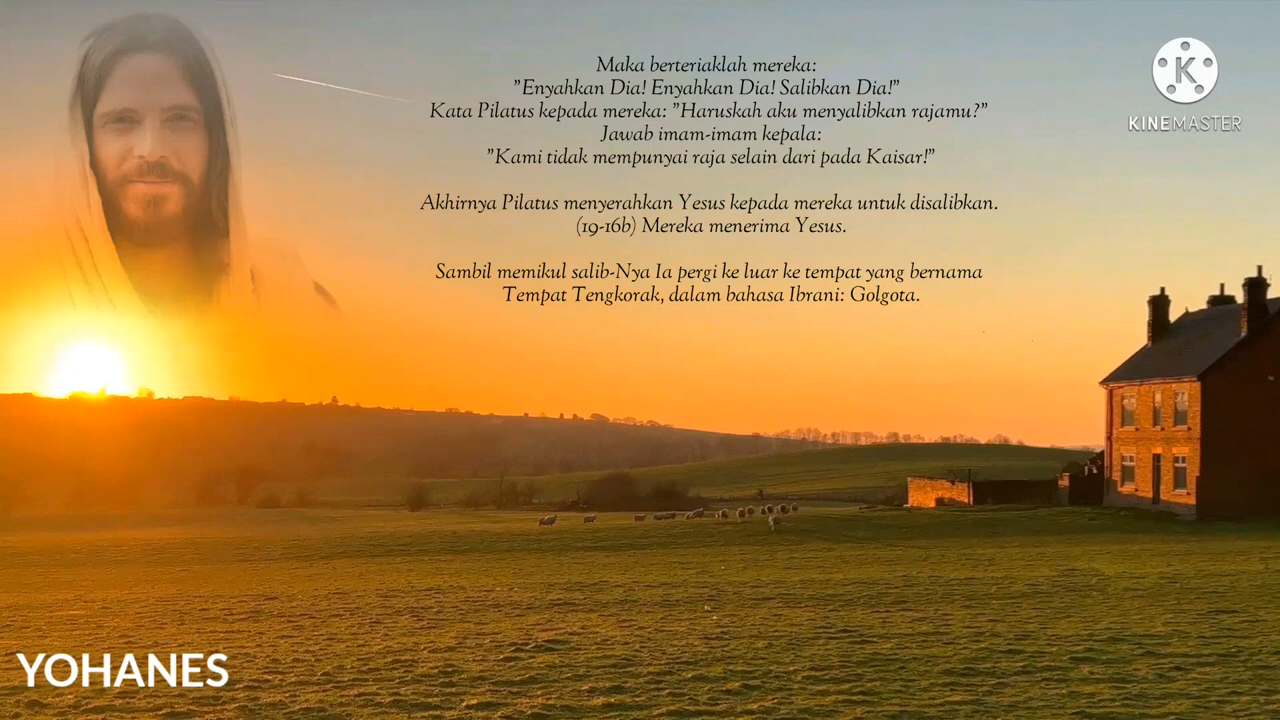 Maka berteriaklah mereka:
"Enyahkan Dia! Enyahkan Dia! Salibkan Dia!"
Kata Pilatus kepada mereka: "Haruskah aku menyalibkan rajamu?"
Jawab imam-imam kepala:
"Kami tidak mempunyai raja selain dari pada Kaisar!"
Akhirnya Pilatus menyerahkan Yesus kepada mereka untuk disalibkan.
(19-16b) Mereka menerima Yesus.
Sambil memikul salib-Nya Ia pergi ke luar ke tempat yang bernama
Tempat Tengkorak, dalam bahasa Ibrani: Golgota.
K
KINEMASTER
YOHANES